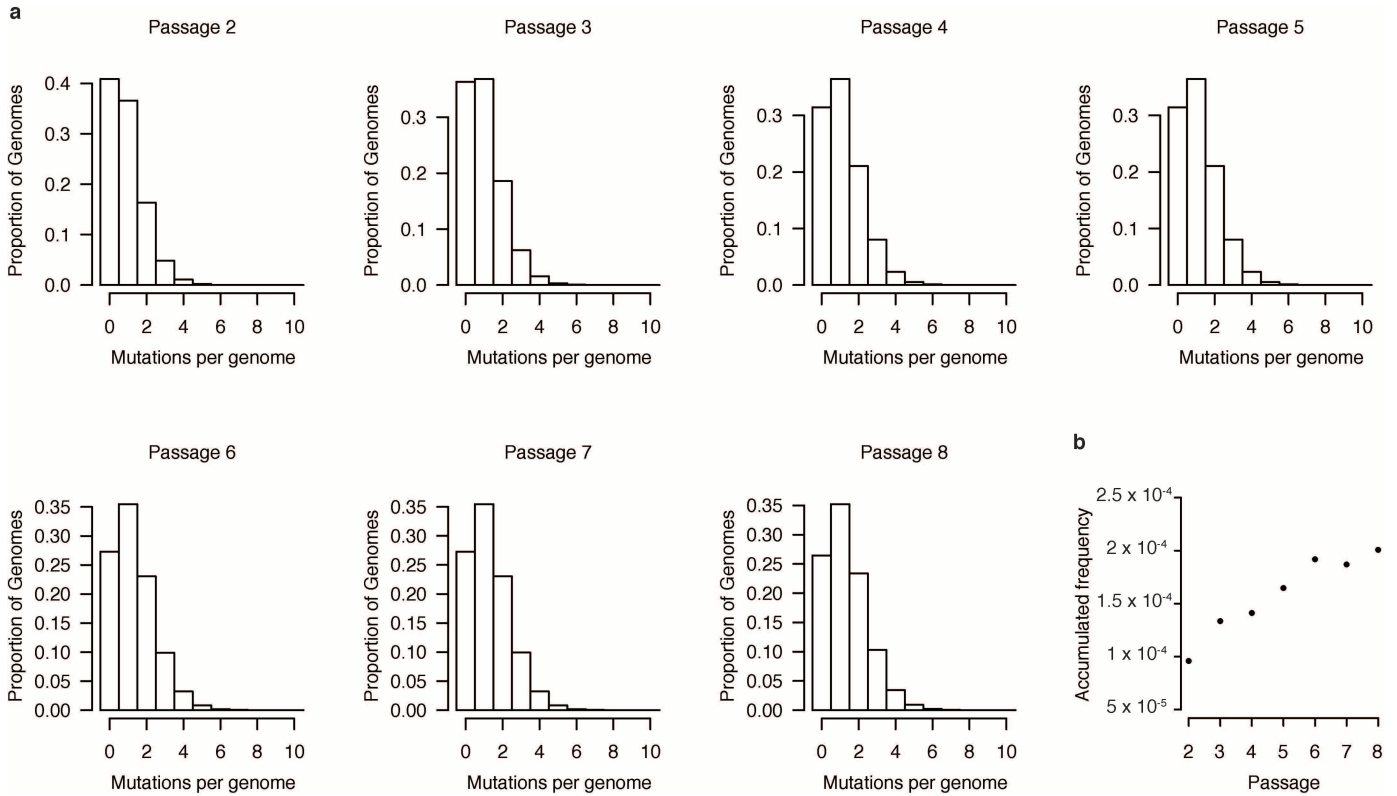 a
Passage 2
Proportion of Genomes
0.4
0.3
0.2
0.1
0.0
0 2 4 6 8 10
Mutations per genome
Passage 3
Proportion of Genomes
0.3
0.2
0.1
0.0
0 2 4 6 8 10
Mutations per genome
Passage 4
Proportion of Genomes
0.3
0.2
0.1
0.0
0 2 4 6 8 10
Mutations per genome
Passage 5
Proportion of Genomes
0.3
0.2
0.1
0.0
0 2 4 6 8 10
Mutations per genome
Passage 6
Proportion of Genomes
0.35
0.30
0.25
0.20
0.15
0.10
0.05
0.00
0 2 4 6 8 10
Mutations per genome
Passage 7
Proportion of Genomes
0.35
0.30
0.25
0.20
0.15
0.10
0.05
0.00
0 2 4 6 8 10
Mutations per genome
Passage 8
Proportion of Genomes
0.35
0.30
0.25
0.20
0.15
0.10
0.05
0.00
0 2 4 6 8 10
Mutations per genome
b
Accumulated frequency
2.5 x 10⁻⁴
2 x 10⁻⁴
1.5 x 10⁻⁴
1 x 10⁻⁴
5 x 10⁻⁵
2 3 4 5 6 7 8
Passage